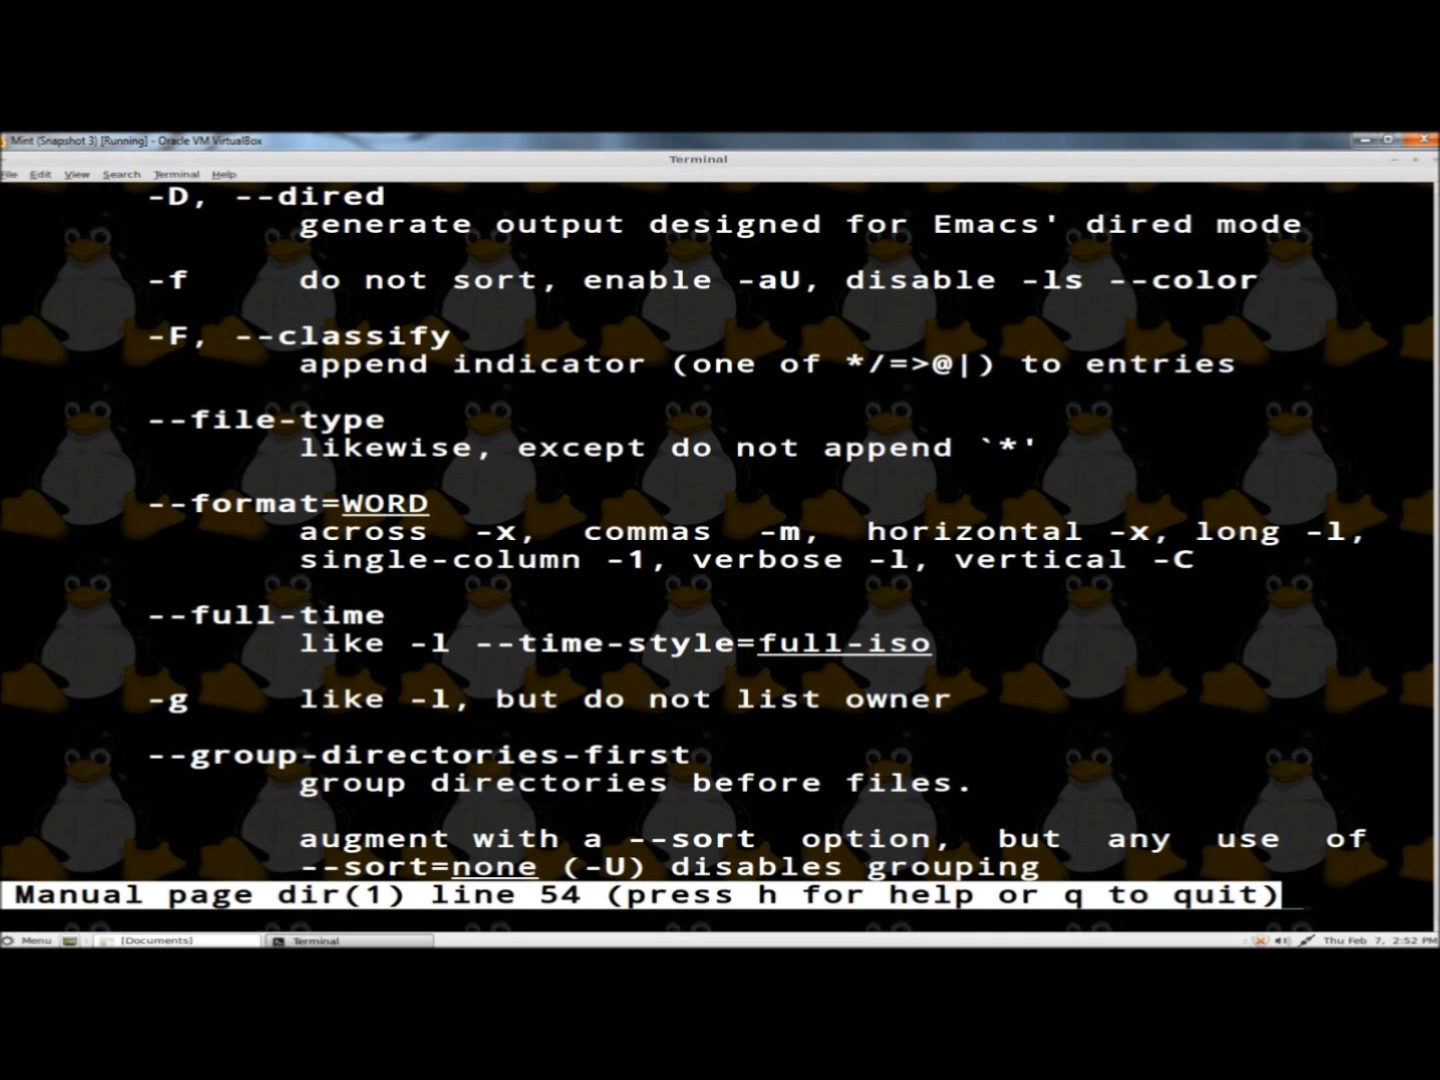 Mint (Snapshot 3) [Running] - Oracle VM VirtualBox
Terminal
File Edit View Search Terminal Help
-D, --dired
generate output designed for Emacs' dired mode
-f do not sort, enable -aU, disable -ls --color
-F, --classify
append indicator (one of */=>@|) to entries
--file-type
likewise, except do not append `*'
--format=WORD
across -x, commas -m, horizontal -x, long -l,
single-column -1, verbose -l, vertical -C
--full-time
like -l --time-style=full-iso
-g like -l, but do not list owner
--group-directories-first
group directories before files.
augment with a --sort option, but any use of
--sort=none (-U) disables grouping
Manual page dir(1) line 54 (press h for help or q to quit)
Menu [Documents] Terminal Thu Feb 7, 2:52 PM